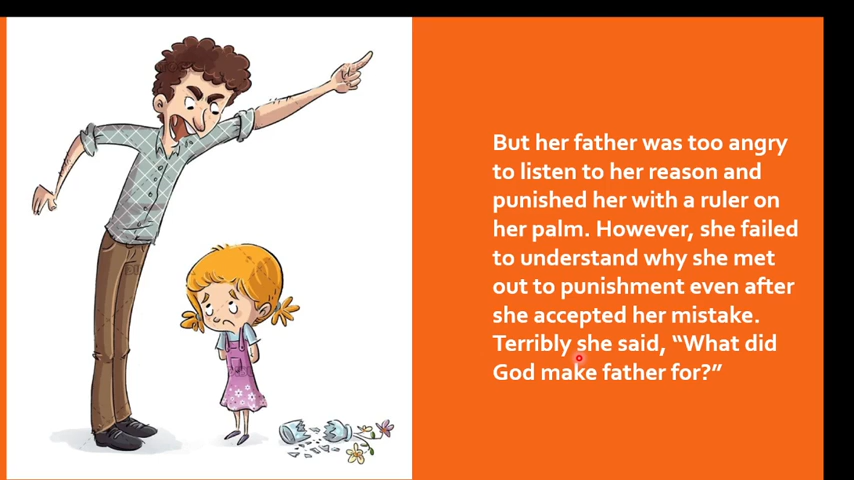 But her father was too angry
to listen to her reason and
punished her with a ruler on
her palm. However, she failed
to understand why she met
out to punishment even after
she accepted her mistake.
Terribly she said, “What did
God make father for?”